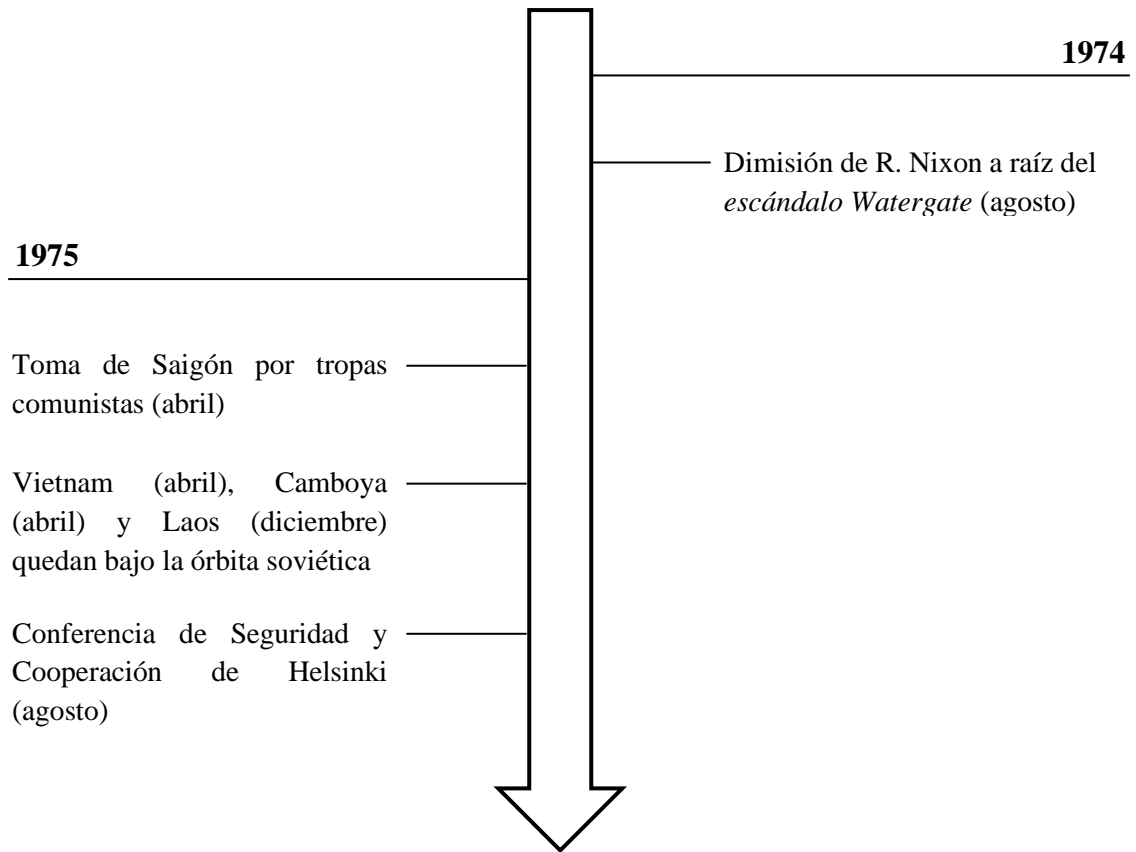 1974
Dimisión de R. Nixon a raíz del
escándalo Watergate (agosto)
1975
Toma de Saigón por tropas
comunistas (abril)
Vietnam (abril), Camboya
(abril) y Laos (diciembre)
quedan bajo la órbita soviética
Conferencia de Seguridad y
Cooperación de Helsinki
(agosto)